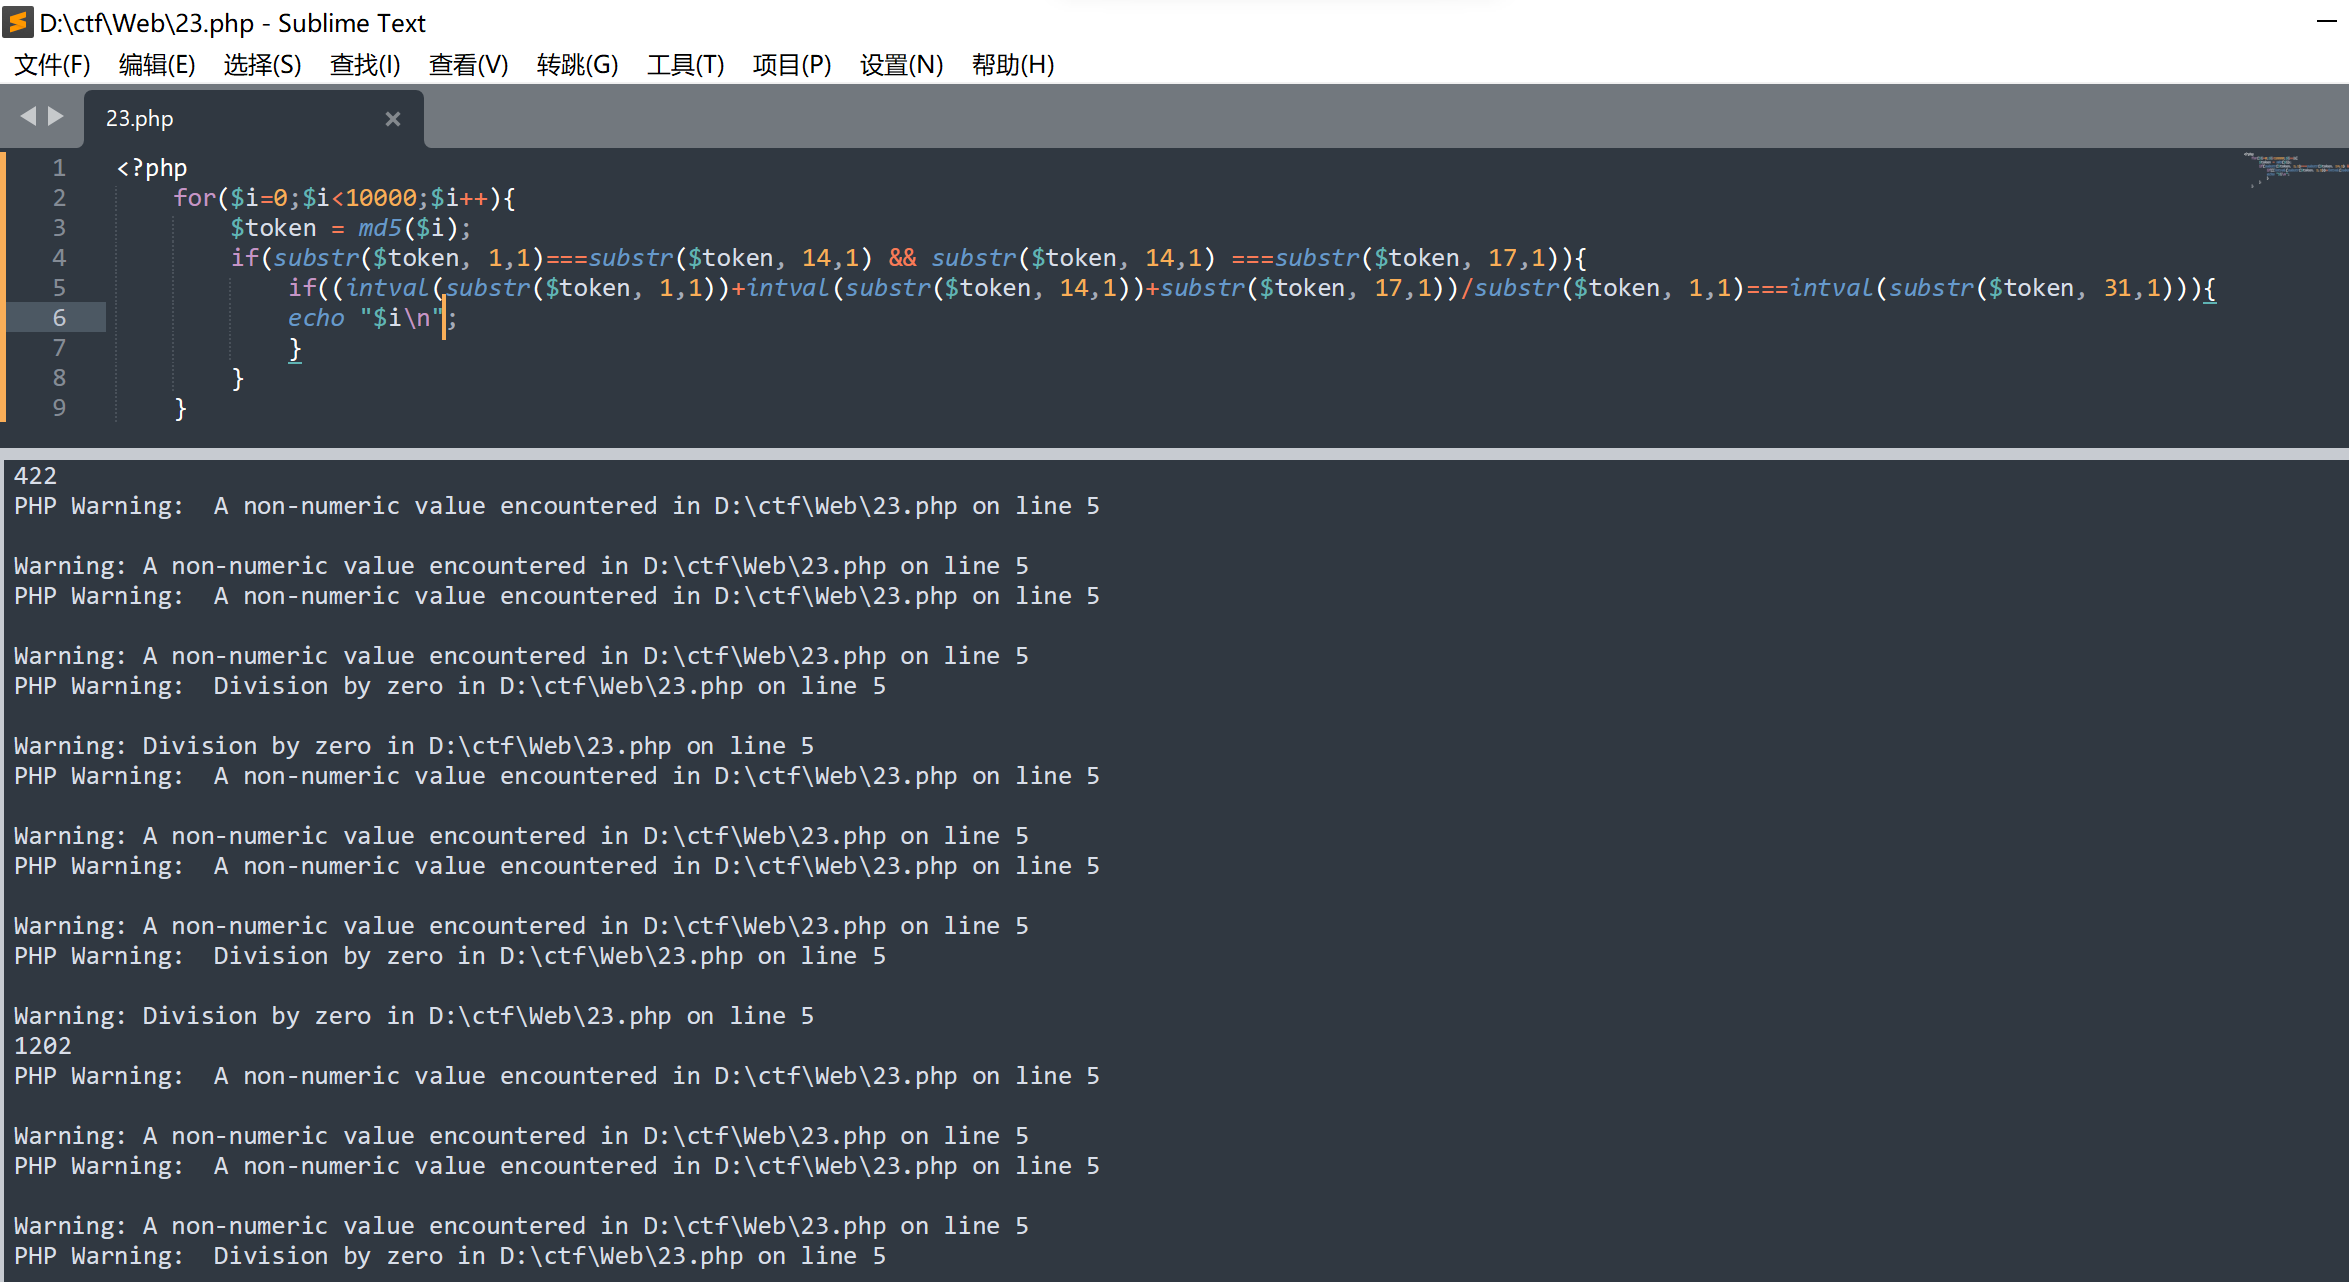 D:\ctf\Web\23.php - Sublime Text
文件(F) 编辑(E) 选择(S) 查找(I) 查看(V) 转跳(G) 工具(T) 项目(P) 设置(N) 帮助(H)
23.php
1 <?php
2 for($i=0;$i<10000;$i++){
3 $token = md5($i);
4 if(substr($token, 1,1)===substr($token, 14,1) && substr($token, 14,1) ===substr($token, 17,1)){
5 if((intval(substr($token, 1,1))+intval(substr($token, 14,1))+substr($token, 17,1))/substr($token, 1,1)===intval(substr($token, 31,1))){
6 echo "$i\n";
7 }
8 }
9 }
422
PHP Warning:  A non-numeric value encountered in D:\ctf\Web\23.php on line 5
Warning: A non-numeric value encountered in D:\ctf\Web\23.php on line 5
PHP Warning:  A non-numeric value encountered in D:\ctf\Web\23.php on line 5
Warning: A non-numeric value encountered in D:\ctf\Web\23.php on line 5
PHP Warning:  Division by zero in D:\ctf\Web\23.php on line 5
Warning: Division by zero in D:\ctf\Web\23.php on line 5
PHP Warning:  A non-numeric value encountered in D:\ctf\Web\23.php on line 5
Warning: A non-numeric value encountered in D:\ctf\Web\23.php on line 5
PHP Warning:  A non-numeric value encountered in D:\ctf\Web\23.php on line 5
Warning: A non-numeric value encountered in D:\ctf\Web\23.php on line 5
PHP Warning:  Division by zero in D:\ctf\Web\23.php on line 5
Warning: Division by zero in D:\ctf\Web\23.php on line 5
1202
PHP Warning:  A non-numeric value encountered in D:\ctf\Web\23.php on line 5
Warning: A non-numeric value encountered in D:\ctf\Web\23.php on line 5
PHP Warning:  A non-numeric value encountered in D:\ctf\Web\23.php on line 5
Warning: A non-numeric value encountered in D:\ctf\Web\23.php on line 5
PHP Warning:  Division by zero in D:\ctf\Web\23.php on line 5